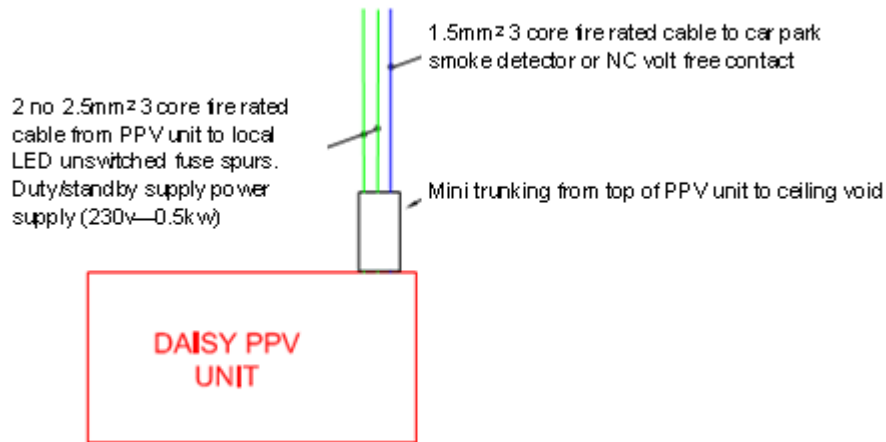 1.5mm² 3 core fire rated cable to car park
smoke detector or NC volt free contact
2 no 2.5mm² 3 core fire rated
cable from PPV unit to local
LED unswitched fuse spurs.
Duty/standby supply power
supply (230v—0.5kw)
Mini trunking from top of PPV unit to ceiling void
DAISY PPV
UNIT